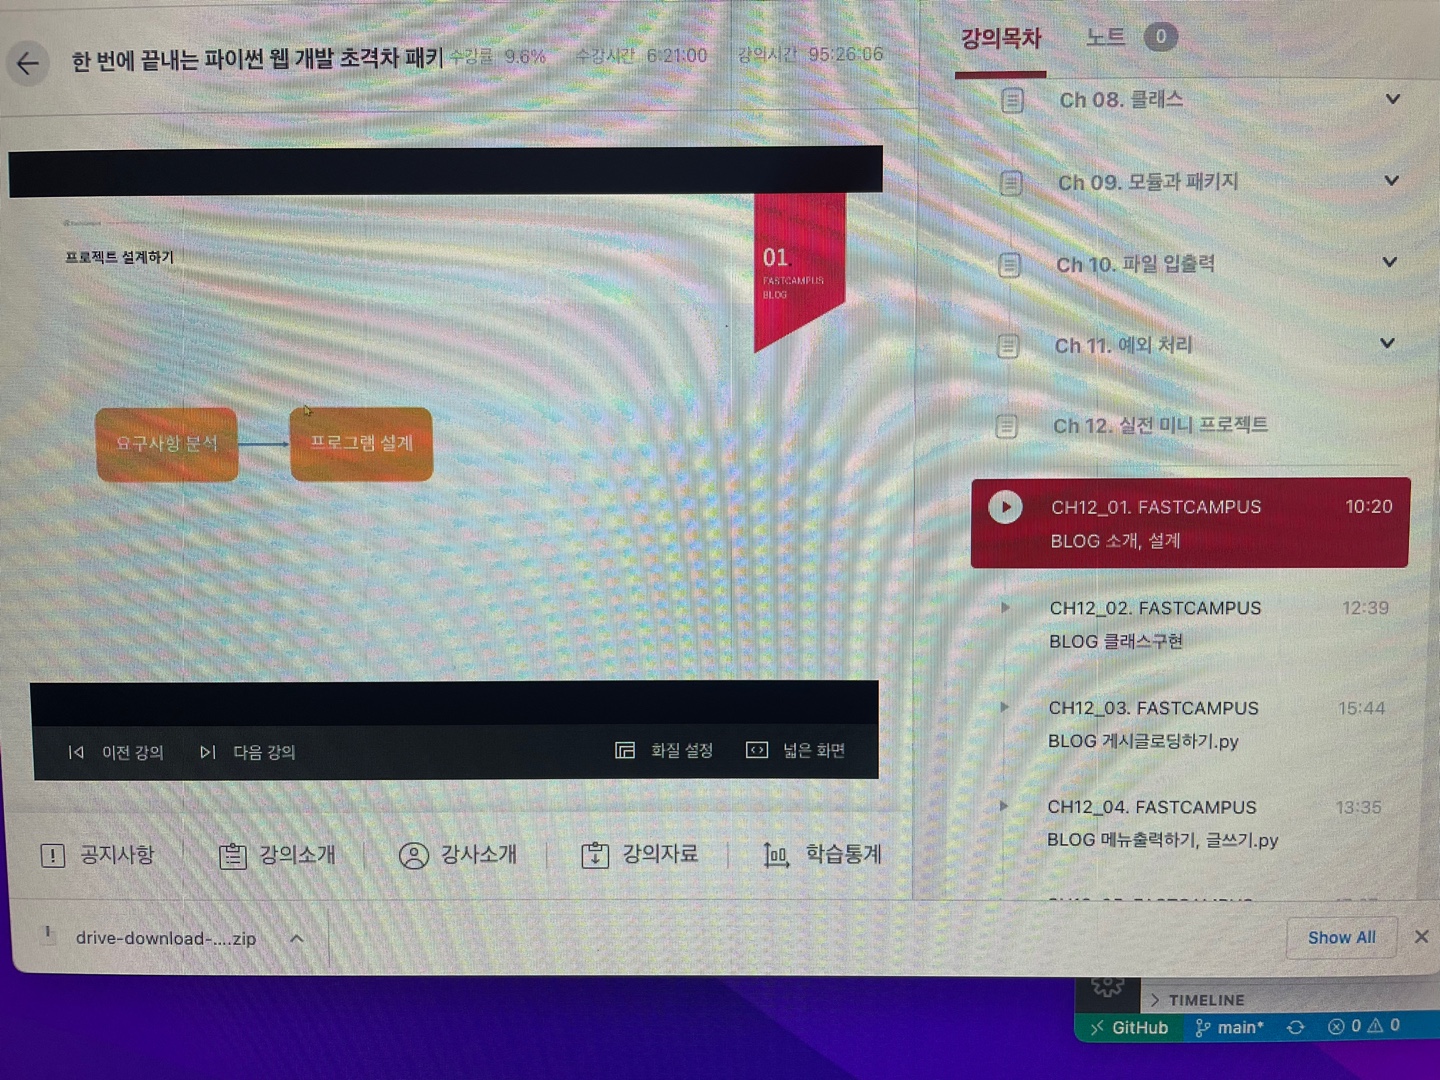 한 번에 끝내는 파이썬 웹 개발 초격차 패키 수강률 9.6% 수강시간 6:21:00 강의시간 95:26:06
프로젝트 설계하기
01.
FASTCAMPUS
BLOG
요구사항 분석 프로그램 설계
이전 강의 다음 강의 화질 설정 넓은 화면
공지사항 강의소개 강사소개 강의자료 학습통계
강의목차 노트 0
Ch 08. 클래스
Ch 09. 모듈과 패키지
Ch 10. 파일 입출력
Ch 11. 예외 처리
Ch 12. 실전 미니 프로젝트
CH12_01. FASTCAMPUS 10:20
BLOG 소개, 설계
CH12_02. FASTCAMPUS 12:39
BLOG 클래스구현
CH12_03. FASTCAMPUS 15:44
BLOG 게시글로딩하기.py
CH12_04. FASTCAMPUS 13:35
BLOG 메뉴출력하기, 글쓰기.py
drive-download-....zip Show All
TIMELINE
GitHub main* 0 0